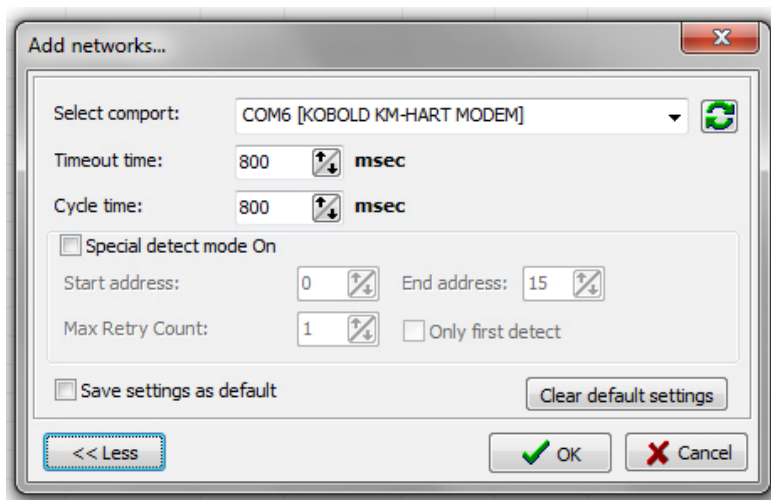 Add networks...
Select comport: COM6 [KOBOLD KM-HART MODEM]
Timeout time: 800 msec
Cycle time: 800 msec
Special detect mode On
Start address: 0 End address: 15
Max Retry Count: 1 Only first detect
Save settings as default Clear default settings
<< Less OK Cancel